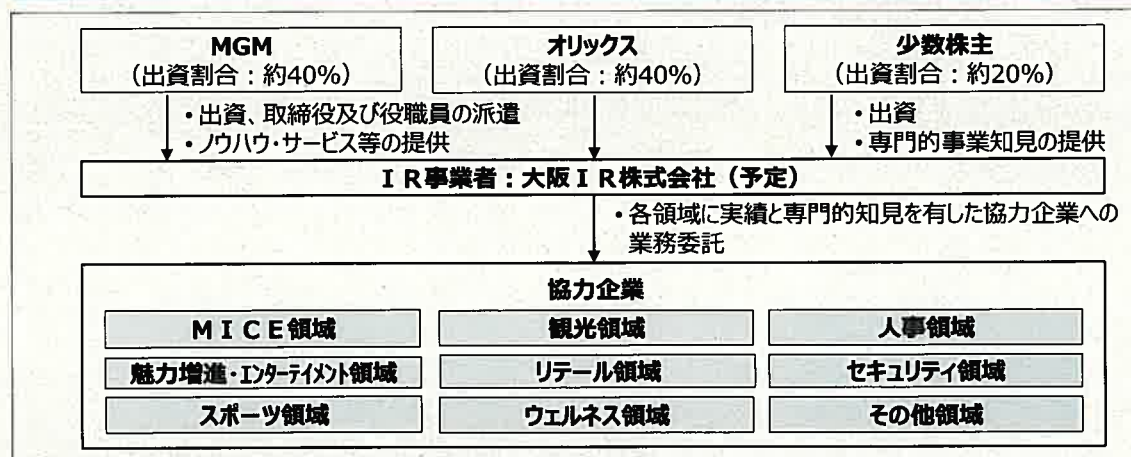 MGM
（出資割合：約40%）
オリックス
（出資割合：約40%）
少数株主
（出資割合：約20%）
・出資、取締役及び役職員の派遣
・ノウハウ・サービス等の提供
・出資
・専門的事業知見の提供
ＩＲ事業者：大阪ＩＲ株式会社（予定）
・各領域に実績と専門的知見を有した協力企業への
業務委託
協力企業
ＭＩＣＥ領域
観光領域
人事領域
魅力増進・エンターテイメント領域
リテール領域
セキュリティ領域
スポーツ領域
ウェルネス領域
その他領域